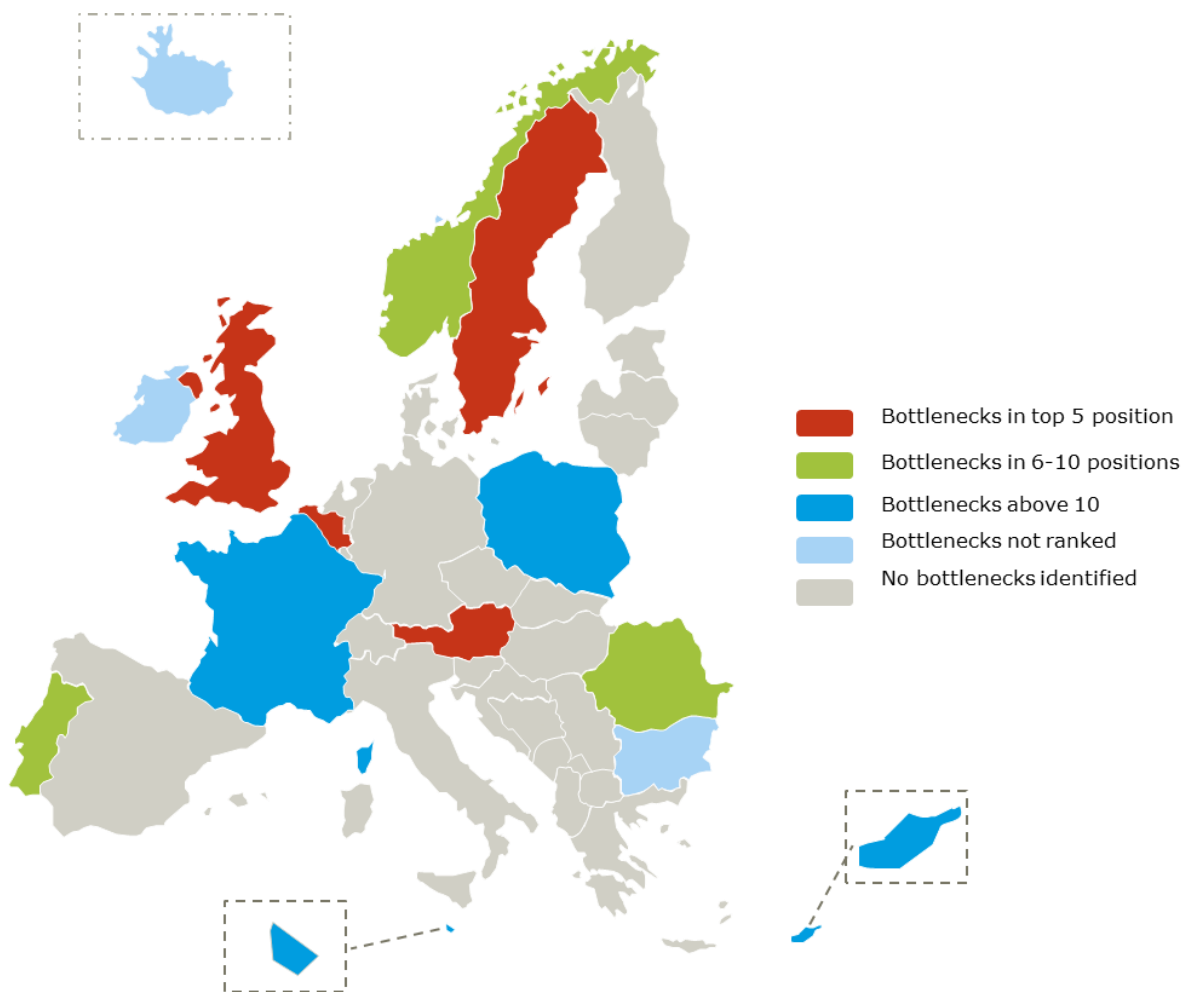 Bottlenecks in top 5 position
Bottlenecks in 6-10 positions
Bottlenecks above 10
Bottlenecks not ranked
No bottlenecks identified